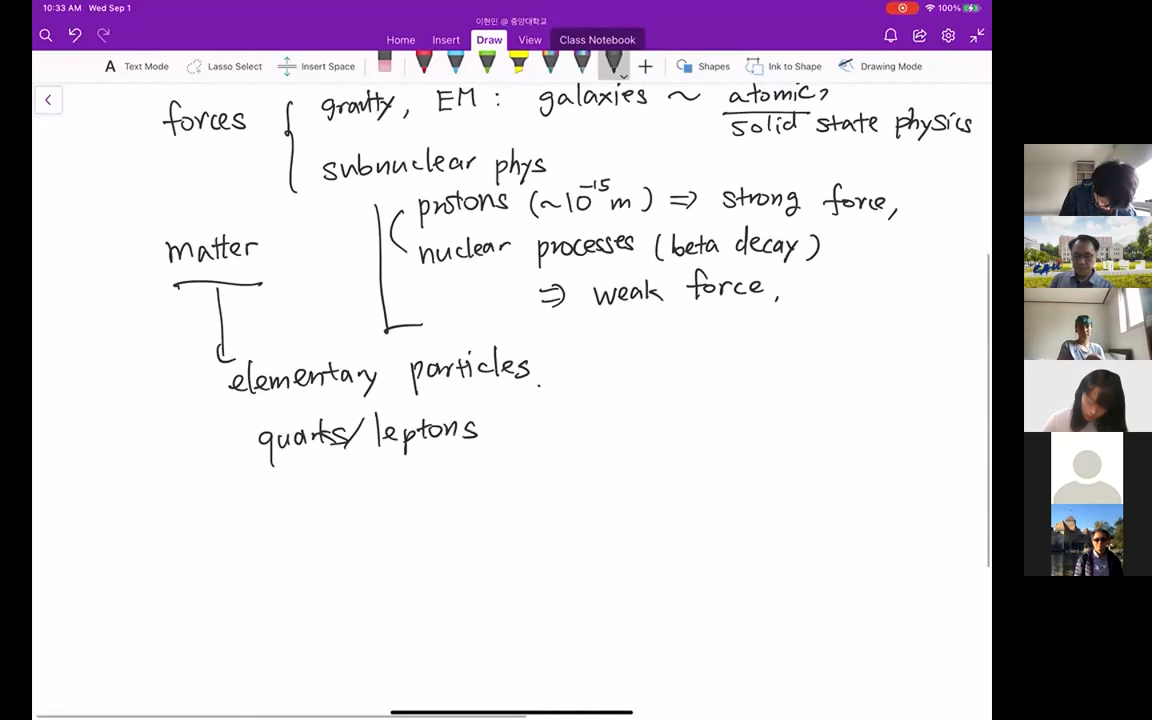 10:33 AM Wed Sep 1
100%
이현민 @ 중앙대학교
Home Insert Draw View Class Notebook
Text Mode Lasso Select Insert Space Shapes Ink to Shape Drawing Mode
forces gravity, EM : galaxies ~ atomic, solid state physics
subnuclear phys
protons (~10^-15 m) ⇒ strong force,
matter nuclear processes (beta decay)
⇒ weak force,
elementary particles.
quarks/leptons